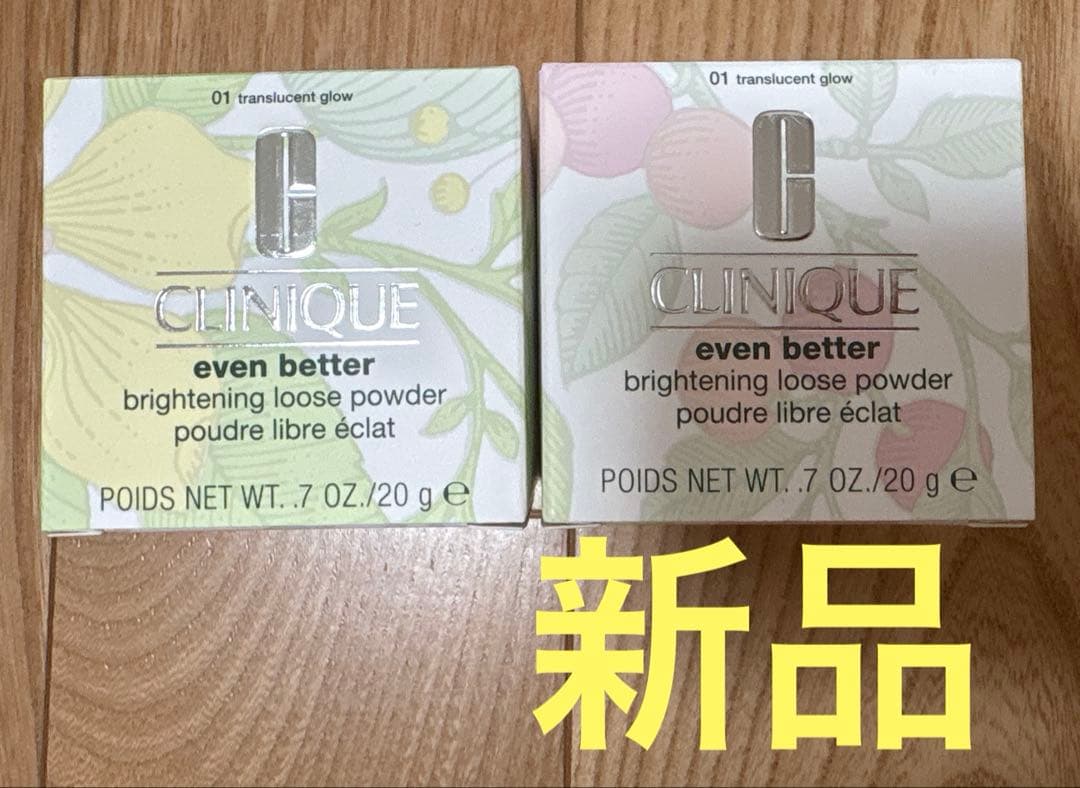 01 translucent glow
CLINIQUE
even better
brightening loose powder
poudre libre éclat
POIDS NET WT. .7 OZ./20 g ℮
01 translucent glow
CLINIQUE
even better
brightening loose powder
poudre libre éclat
POIDS NET WT. .7 OZ./20 g ℮
新品